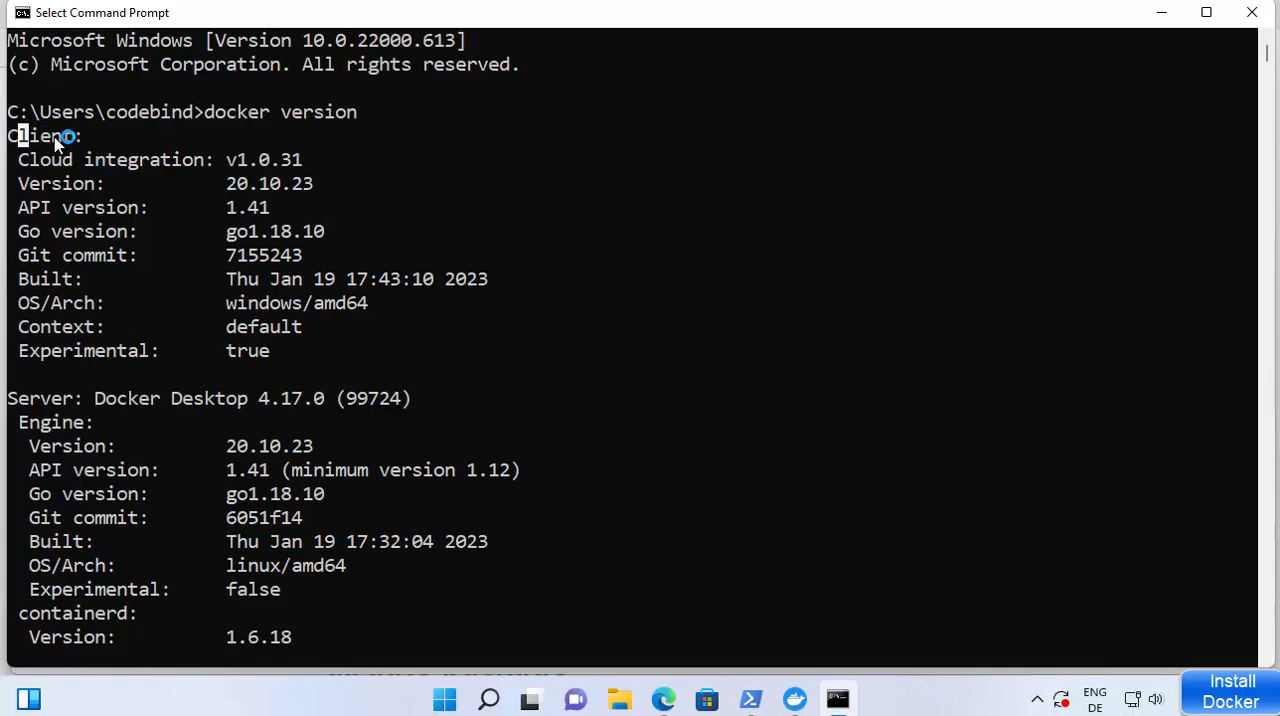 Select Command Prompt
Microsoft Windows [Version 10.0.22000.613]
(c) Microsoft Corporation. All rights reserved.
C:\Users\codebind>docker version
Client:
Cloud integration: v1.0.31
Version: 20.10.23
API version: 1.41
Go version: go1.18.10
Git commit: 7155243
Built: Thu Jan 19 17:43:10 2023
OS/Arch: windows/amd64
Context: default
Experimental: true
Server: Docker Desktop 4.17.0 (99724)
Engine:
Version: 20.10.23
API version: 1.41 (minimum version 1.12)
Go version: go1.18.10
Git commit: 6051f14
Built: Thu Jan 19 17:32:04 2023
OS/Arch: linux/amd64
Experimental: false
containerd:
Version: 1.6.18
ENG
DE
Install
Docker